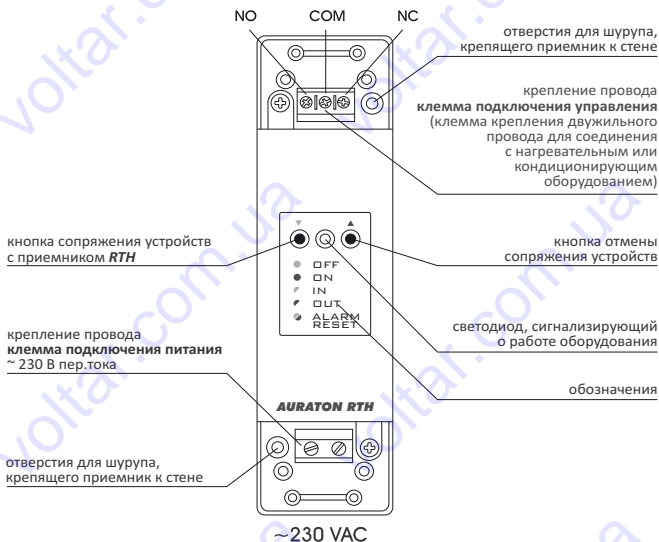 NO COM NC
отверстия для шурупа,
крепящего приемник к стене
крепление провода
клемма подключения управления
(клемма крепления двужильного
провода для соединения
с нагревательным или
кондиционирующим
оборудованием)
кнопка сопряжения устройств
с приемником RTH
кнопка отмены
сопряжения устройств
OFF
ON
IN
OUT
ALARM
RESET
светодиод, сигнализирующий
о работе оборудования
крепление провода
клемма подключения питания
~ 230 В пер.тока
обозначения
AURATON RTH
отверстия для шурупа,
крепящего приемник к стене
~230 VAC
voltar.com.ua